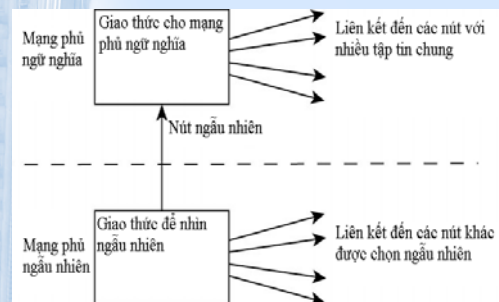 Mạng phủ
ngữ nghĩa
Giao thức cho mạng
phủ ngữ nghĩa
Liên kết đến các nút với
nhiều tập tin chung
Nút ngẫu nhiên
Mạng phủ
ngẫu nhiên
Giao thức để nhìn
ngẫu nhiên
Liên kết đến các nút khác
được chọn ngẫu nhiên